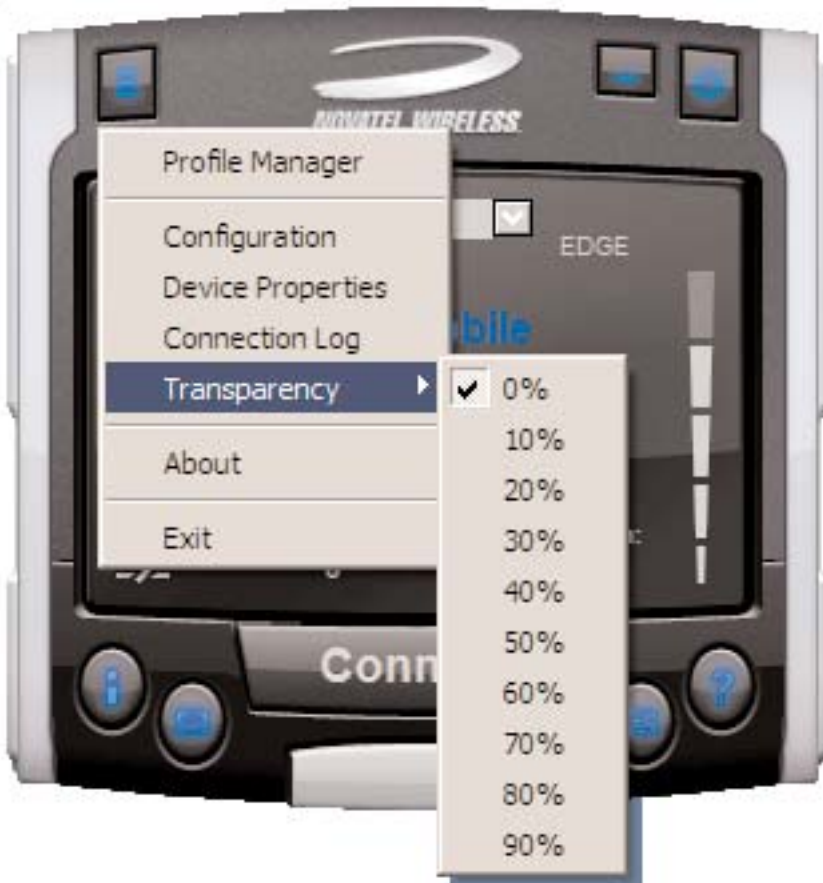 NOVATEL WIRELESS
Profile Manager
Configuration
EDGE
Device Properties
Connection Log
Transparency
0%
10%
20%
30%
40%
50%
60%
70%
80%
90%
About
Exit